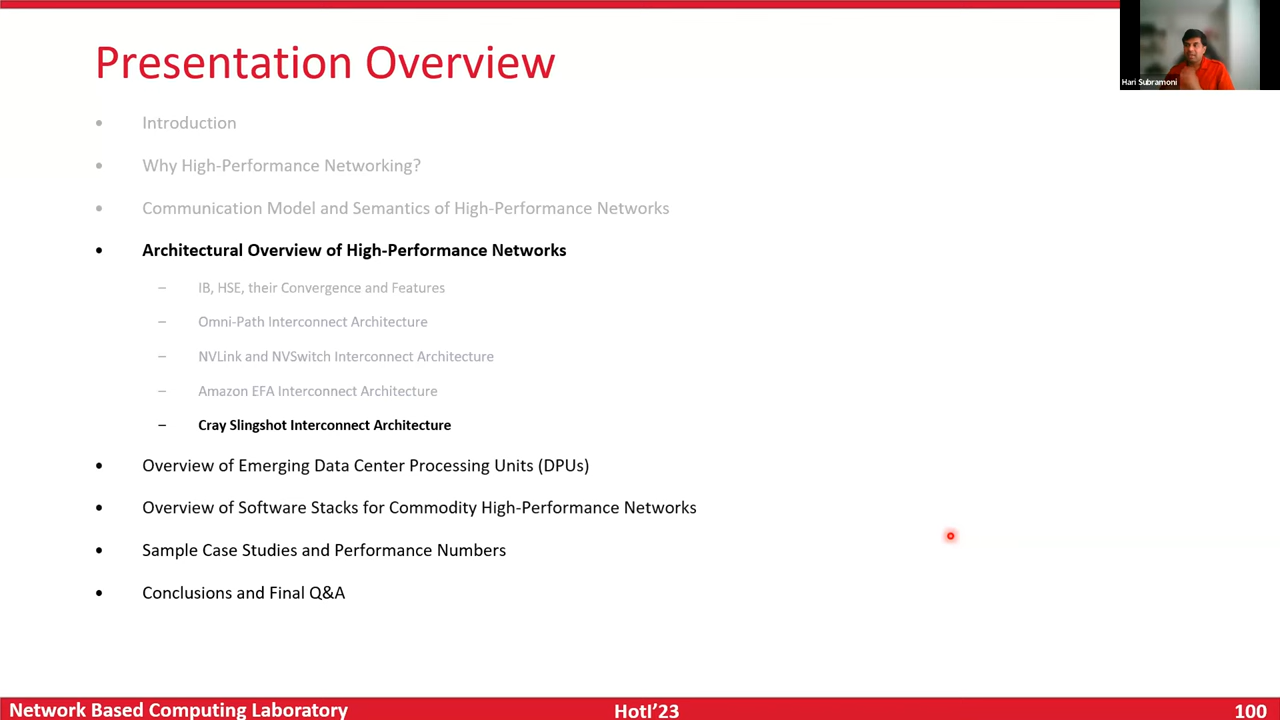 Presentation Overview
Hari Subramoni
• Introduction
• Why High-Performance Networking?
• Communication Model and Semantics of High-Performance Networks
• Architectural Overview of High-Performance Networks
– IB, HSE, their Convergence and Features
– Omni-Path Interconnect Architecture
– NVLink and NVSwitch Interconnect Architecture
– Amazon EFA Interconnect Architecture
– Cray Slingshot Interconnect Architecture
• Overview of Emerging Data Center Processing Units (DPUs)
• Overview of Software Stacks for Commodity High-Performance Networks
• Sample Case Studies and Performance Numbers
• Conclusions and Final Q&A
Network Based Computing Laboratory HotI’23 100